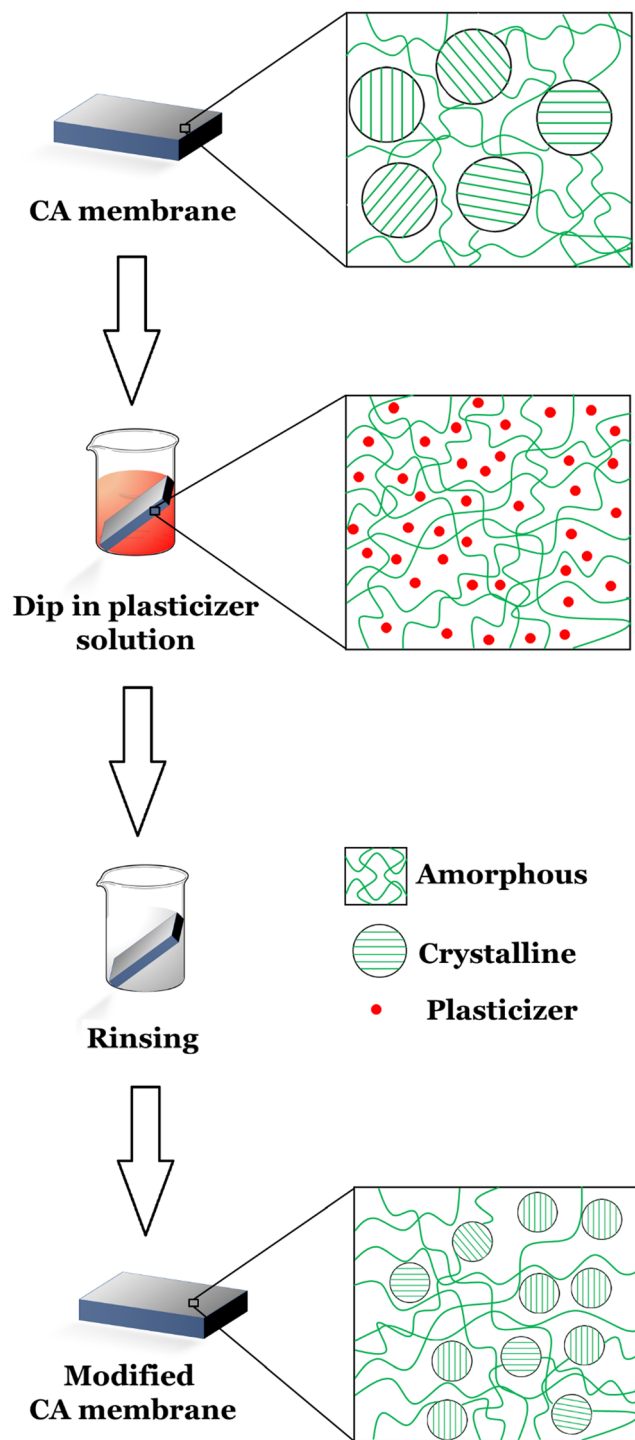 CA membrane
Dip in plasticizer
solution
Amorphous
Crystalline
Plasticizer
Rinsing
Modified
CA membrane